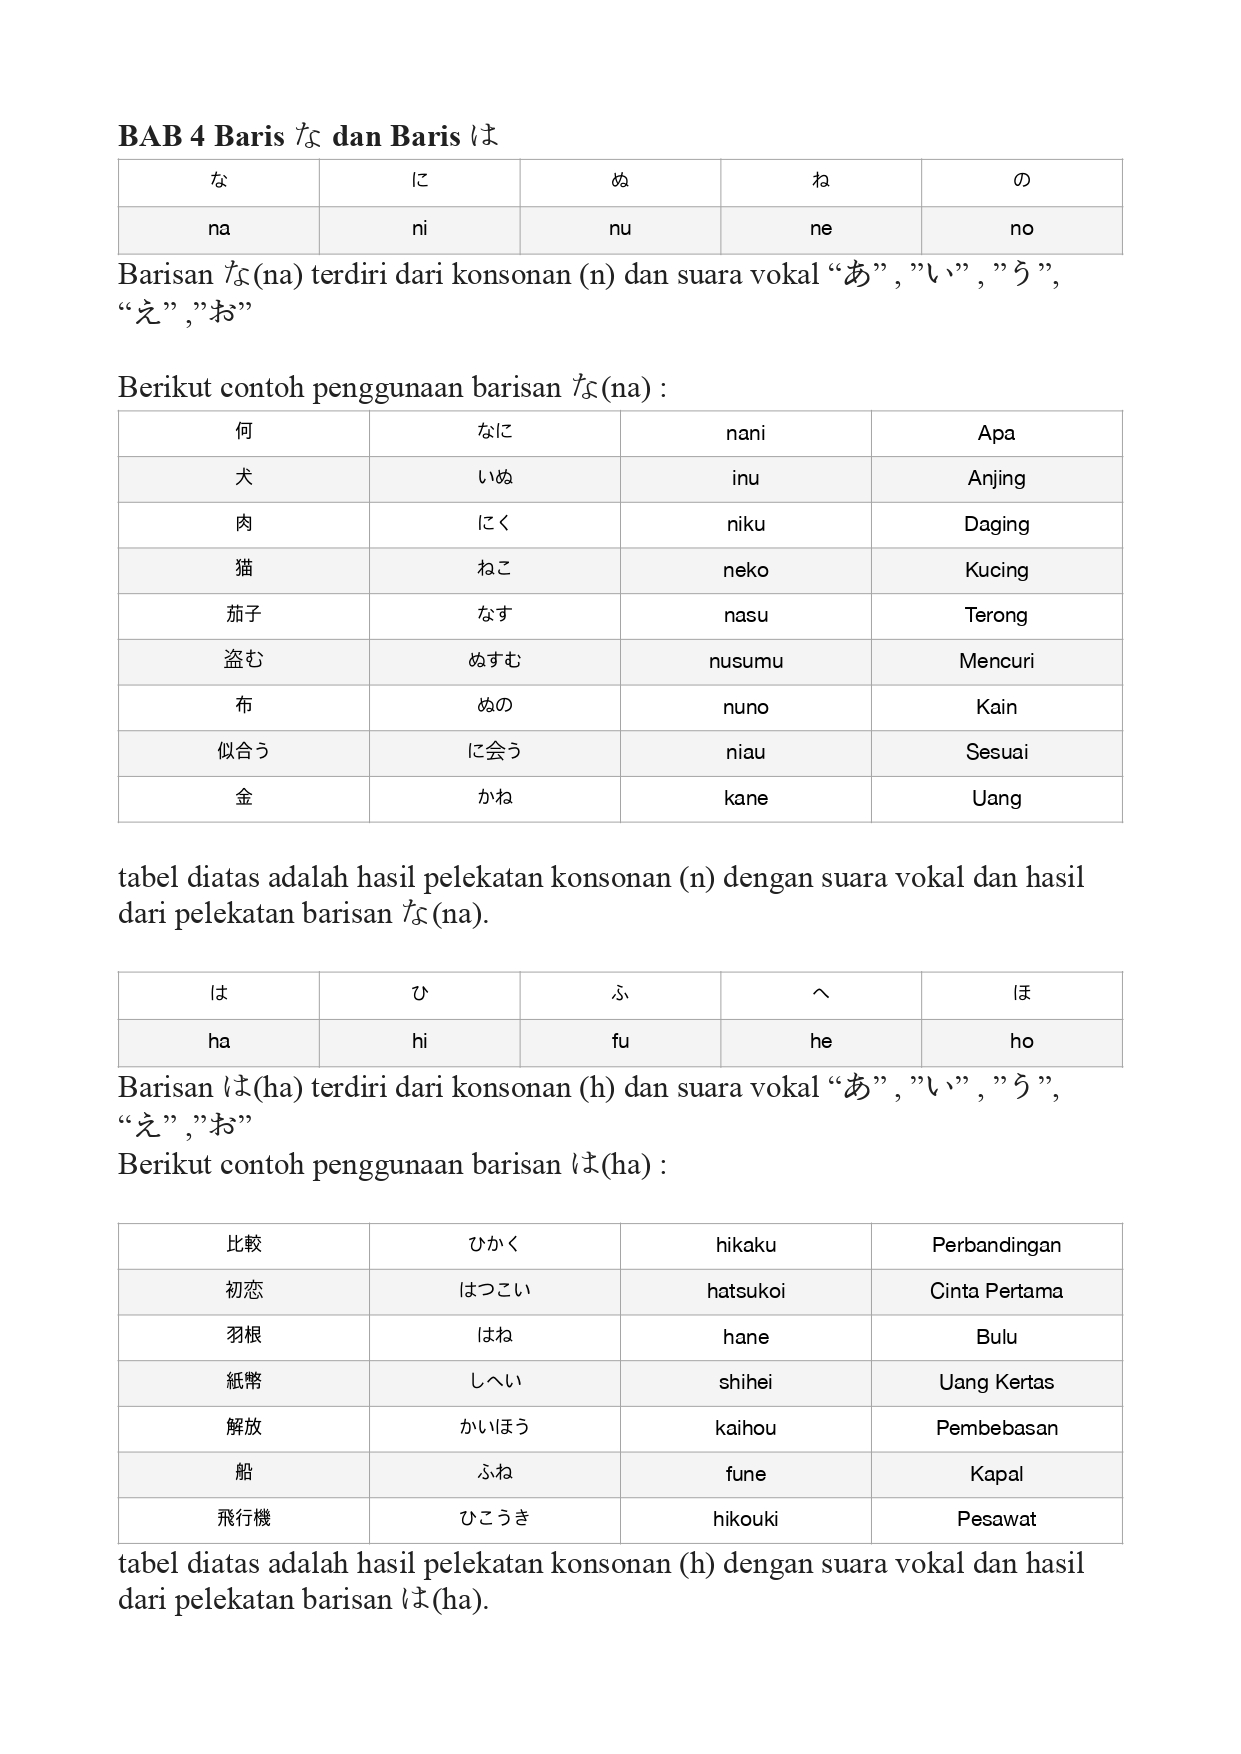 BAB 4 Baris な dan Baris は
な に ぬ ね の
na ni nu ne no
Barisan な(na) terdiri dari konsonan (n) dan suara vokal “あ” , ”い” , ”う”,
“え” ,”お”
Berikut contoh penggunaan barisan な(na) :
何 なに nani Apa
犬 いぬ inu Anjing
肉 にく niku Daging
猫 ねこ neko Kucing
茄子 なす nasu Terong
盗む ぬすむ nusumu Mencuri
布 ぬの nuno Kain
似合う に会う niau Sesuai
金 かね kane Uang
tabel diatas adalah hasil pelekatan konsonan (n) dengan suara vokal dan hasil
dari pelekatan barisan な(na).
は ひ ふ へ ほ
ha hi fu he ho
Barisan は(ha) terdiri dari konsonan (h) dan suara vokal “あ” , ”い” , ”う”,
“え” ,”お”
Berikut contoh penggunaan barisan は(ha) :
比較 ひかく hikaku Perbandingan
初恋 はつこい hatsukoi Cinta Pertama
羽根 はね hane Bulu
紙幣 しへい shihei Uang Kertas
解放 かいほう kaihou Pembebasan
船 ふね fune Kapal
飛行機 ひこうき hikouki Pesawat
tabel diatas adalah hasil pelekatan konsonan (h) dengan suara vokal dan hasil
dari pelekatan barisan は(ha).